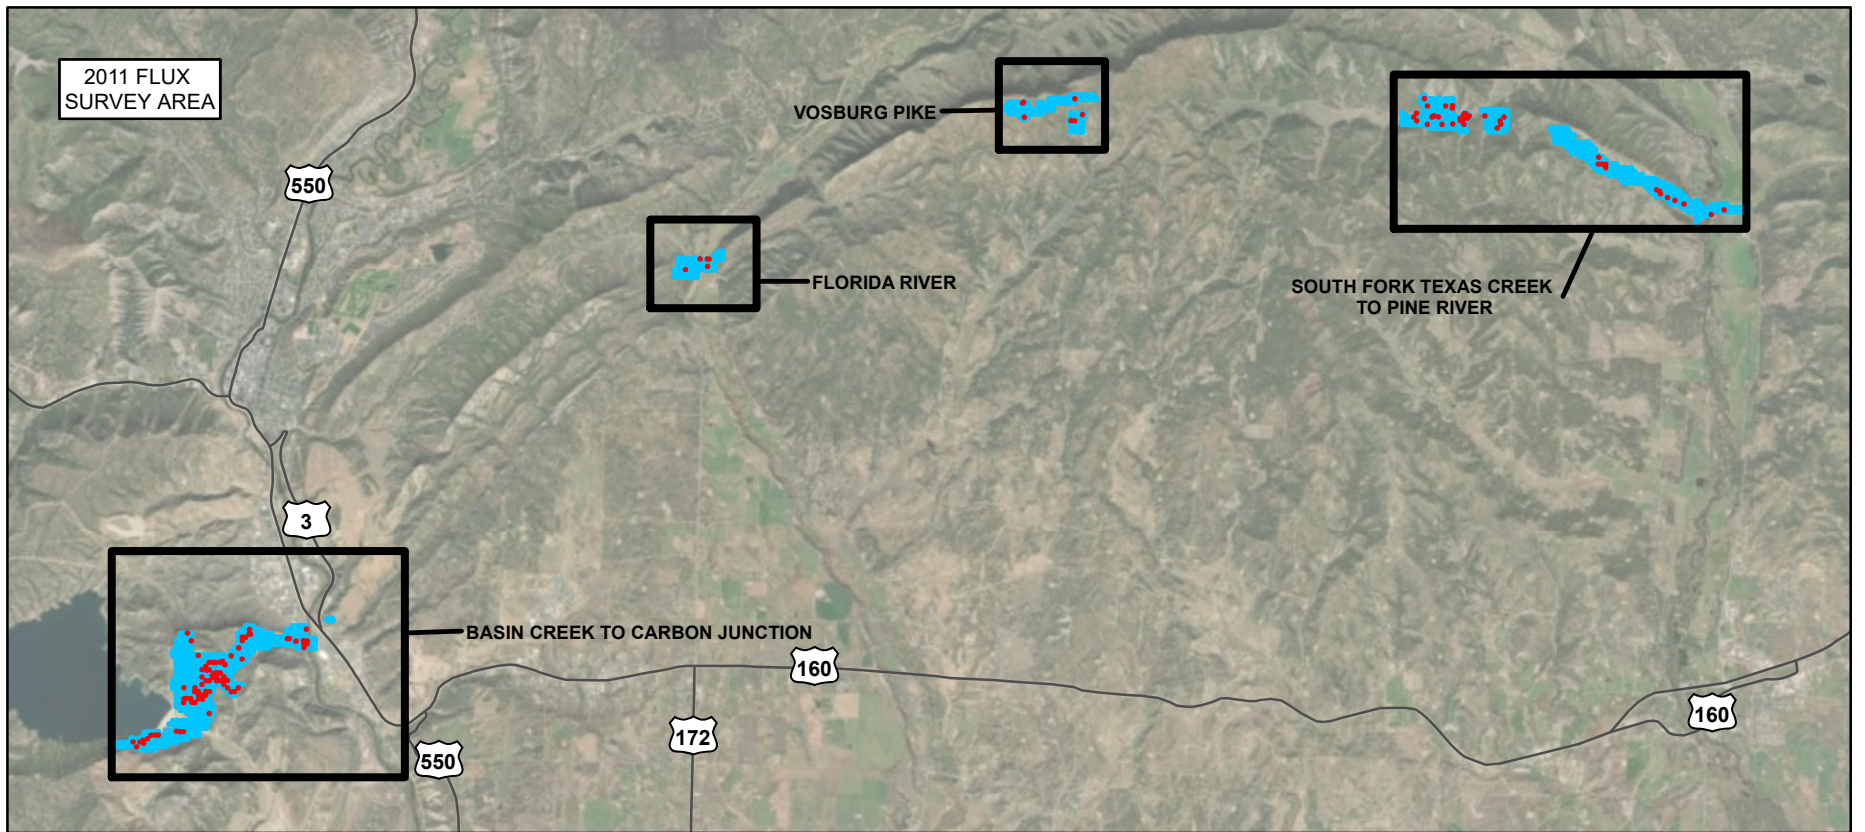 2011 FLUX
SURVEY AREA
VOSBURG PIKE
550
FLORIDA RIVER
SOUTH FORK TEXAS CREEK
TO PINE RIVER
3
BASIN CREEK TO CARBON JUNCTION
160
160
172
550